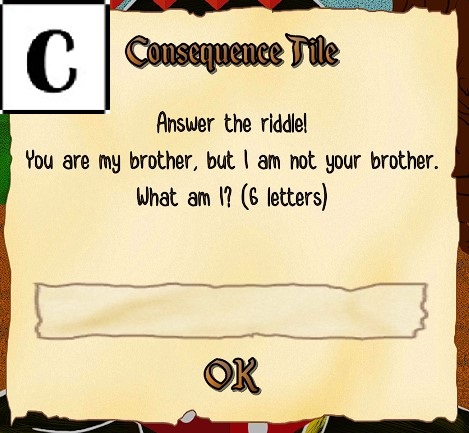 C
Consequence Tile
Answer the riddle!
You are my brother, but I am not your brother.
What am I? (6 letters)
OK